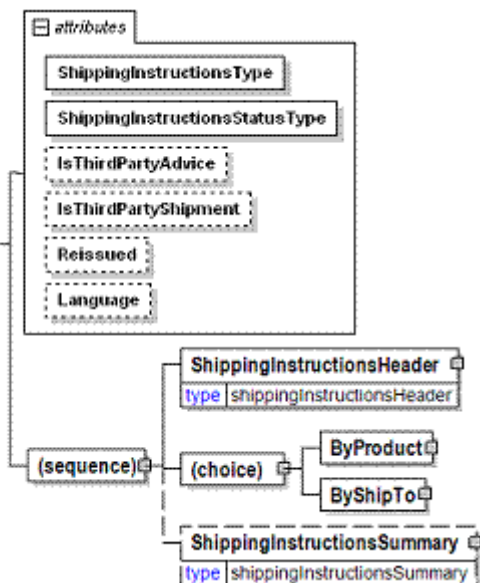 attributes
ShippingInstructionsType
ShippingInstructionsStatusType
IsThirdPartyAdvice
IsThirdPartyShipment
Reissued
Language
ShippingInstructionsHeader
type shippingInstructionsHeader
(sequence)
(choice)
ByProduct
ByShipTo
ShippingInstructionsSummary
type shippingInstructionsSummary